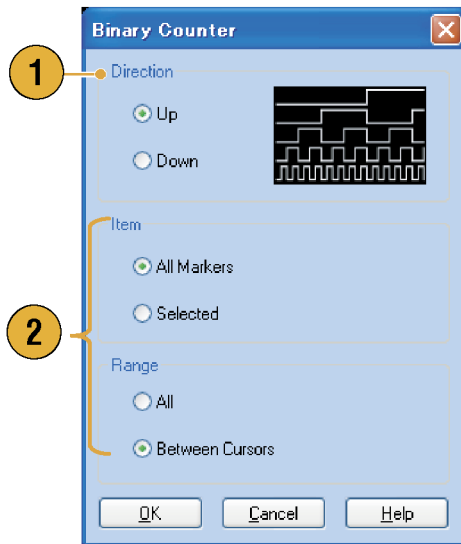 Binary Counter
1
Direction
Up
Down
2
Item
All Markers
Selected
Range
All
Between Cursors
OK Cancel Help